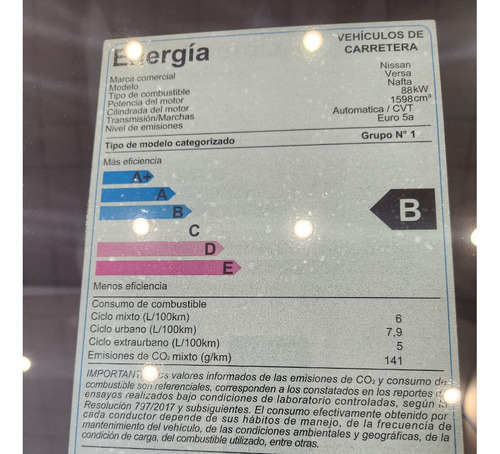 Energía
VEHÍCULOS DE
CARRETERA
Marca comercial Nissan
Modelo Versa
Tipo de combustible Nafta
Potencia del motor 88kW
Cilindrada del motor 1598cm³
Transmisión/Marchas Automatica / CVT
Nivel de emisiones Euro 5a
Tipo de modelo categorizado Grupo N° 1
Más eficiencia
A+
A
B
B
C
D
E
Menos eficiencia
Consumo de combustible
Ciclo mixto (L/100km) 6
Ciclo urbano (L/100km) 7,9
Ciclo extraurbano (L/100km) 5
Emisiones de CO₂ mixto (g/km) 141
IMPORTANTE: los valores informados de las emisiones de CO₂ y consumo de
combustible son referenciales, corresponden a los constatados en los reportes de
ensayos realizados bajo condiciones de laboratorio controladas, según la
Resolución 797/2017 y subsiguientes. El consumo efectivamente obtenido por
cada conductor depende de sus hábitos de manejo, de la frecuencia de
mantenimiento del vehículo, de las condiciones ambientales y geográficas, de la
condición de carga, del combustible utilizado, entre otras.